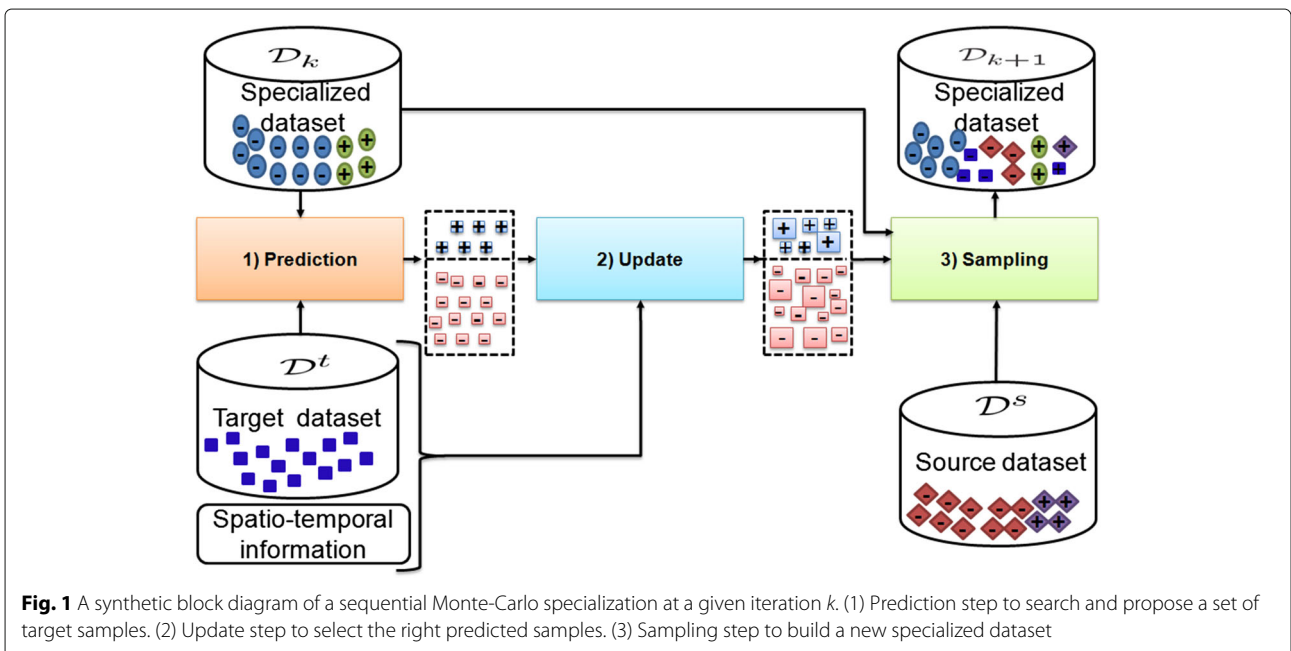 𝒟ₖ
Specialized
dataset
𝒟ₖ₊₁
Specialized
dataset
1) Prediction
2) Update
3) Sampling
𝒟ᵗ
Target dataset
Spatio-temporal
information
𝒟ˢ
Source dataset
Fig. 1 A synthetic block diagram of a sequential Monte-Carlo specialization at a given iteration k. (1) Prediction step to search and propose a set of
target samples. (2) Update step to select the right predicted samples. (3) Sampling step to build a new specialized dataset